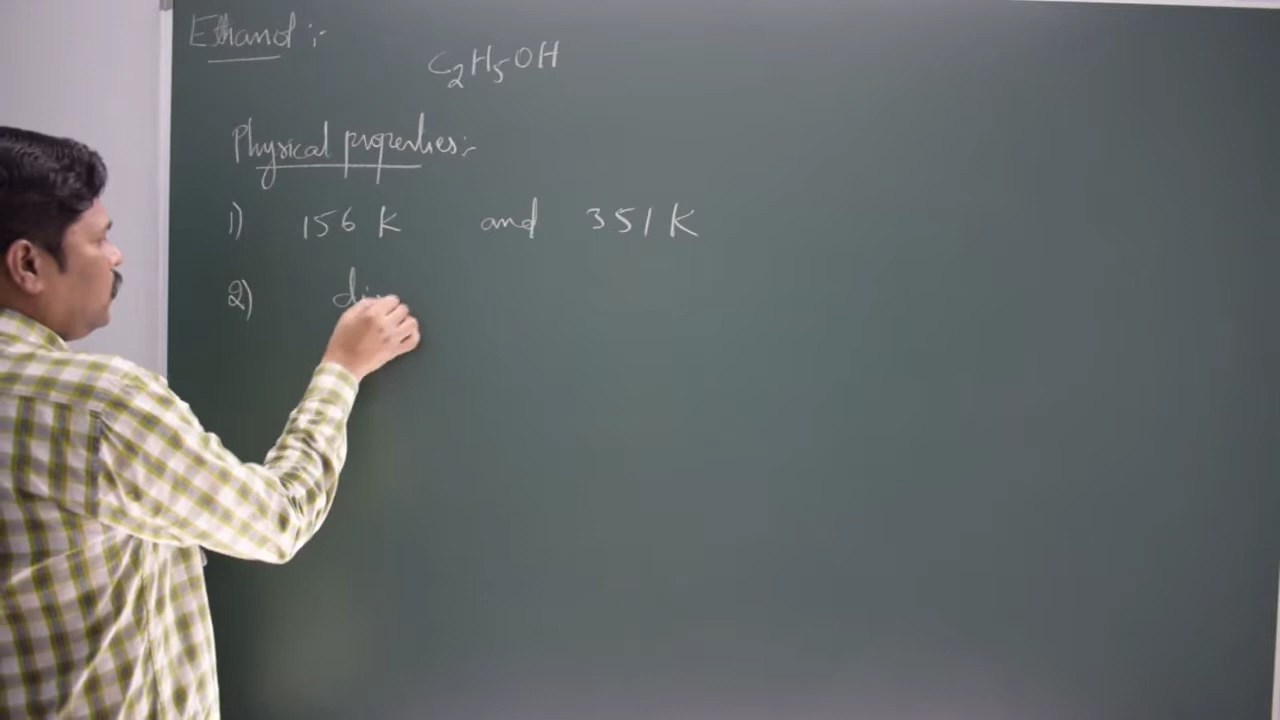 Ethanol :-
C2H5OH
Physical properties:-
1) 156 K and 351 K
2)